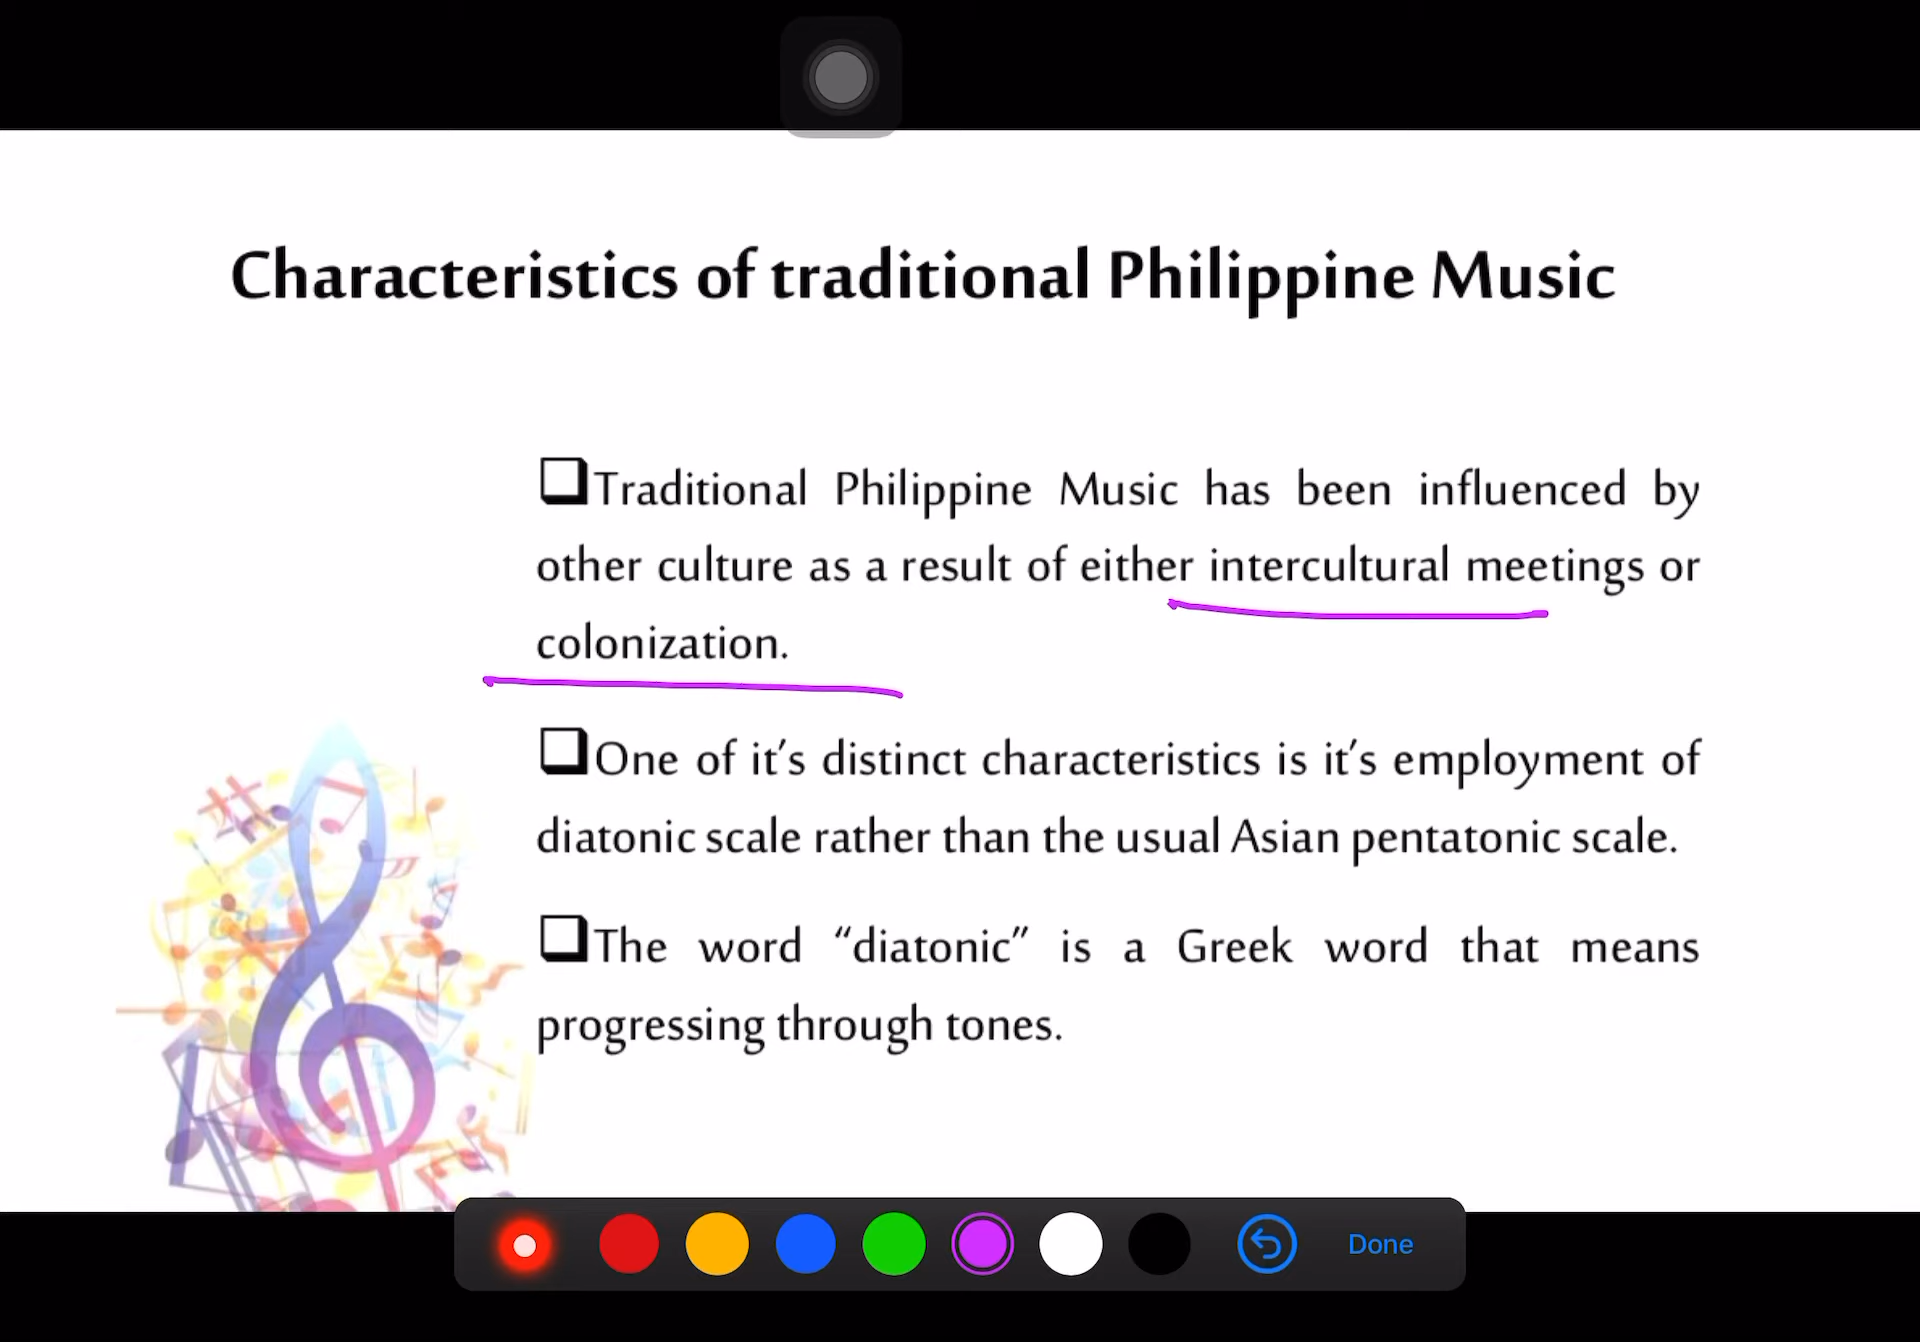 Characteristics of traditional Philippine Music
❑Traditional Philippine Music has been influenced by
other culture as a result of either intercultural meetings or
colonization.
❑One of it’s distinct characteristics is it’s employment of
diatonic scale rather than the usual Asian pentatonic scale.
❑The word “diatonic” is a Greek word that means
progressing through tones.
Done